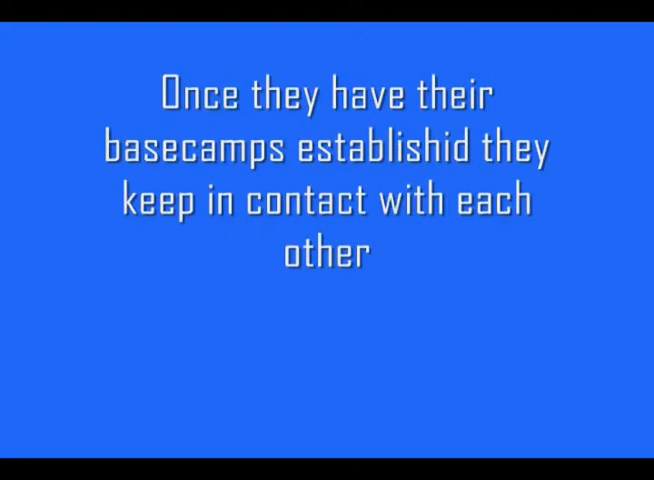 Once they have their
basecamps establishid they
keep in contact with each
other